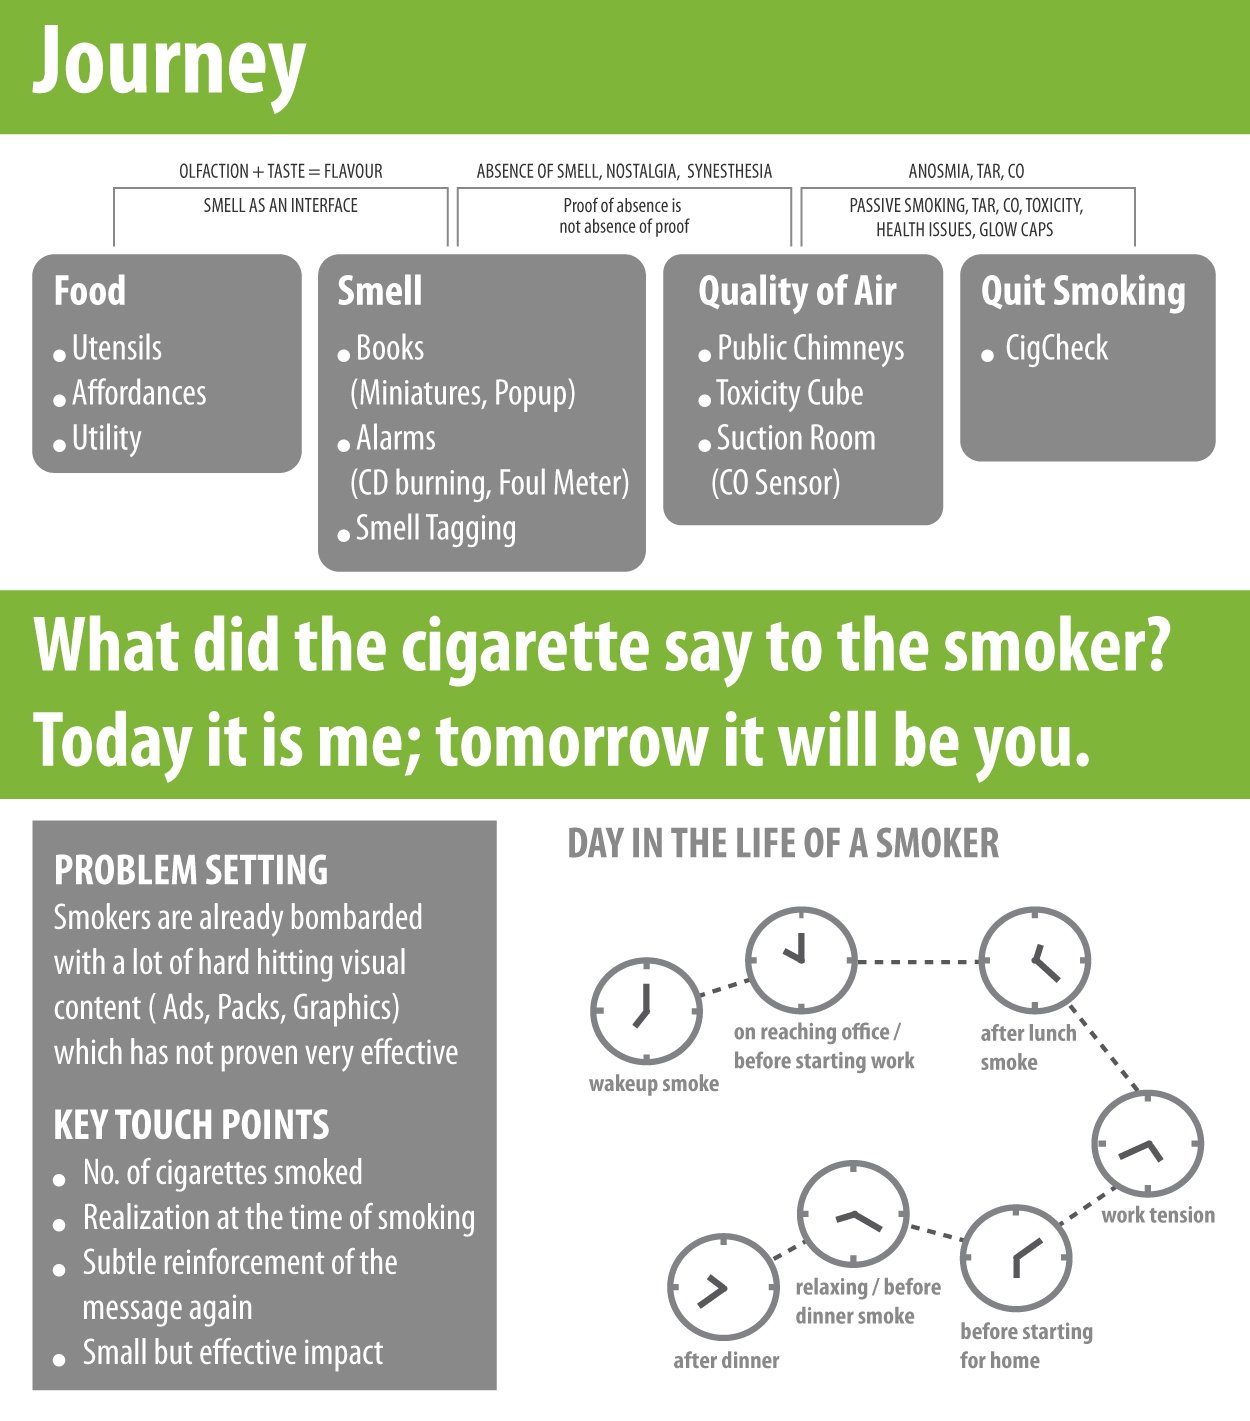 Journey
OLFACTION + TASTE = FLAVOUR
SMELL AS AN INTERFACE
ABSENCE OF SMELL, NOSTALGIA, SYNESTHESIA
Proof of absence is
not absence of proof
ANOSMIA, TAR, CO
PASSIVE SMOKING, TAR, CO, TOXICITY,
HEALTH ISSUES, GLOW CAPS
Food
• Utensils
• Affordances
• Utility
Smell
• Books
(Miniatures, Popup)
• Alarms
(CD burning, Foul Meter)
• Smell Tagging
Quality of Air
• Public Chimneys
• Toxicity Cube
• Suction Room
(CO Sensor)
Quit Smoking
• CigCheck
What did the cigarette say to the smoker?
Today it is me; tomorrow it will be you.
PROBLEM SETTING
Smokers are already bombarded
with a lot of hard hitting visual
content ( Ads, Packs, Graphics)
which has not proven very effective
KEY TOUCH POINTS
• No. of cigarettes smoked
• Realization at the time of smoking
• Subtle reinforcement of the
message again
• Small but effective impact
DAY IN THE LIFE OF A SMOKER
wakeup smoke
on reaching office /
before starting work
after lunch
smoke
work tension
before starting
for home
relaxing / before
dinner smoke
after dinner